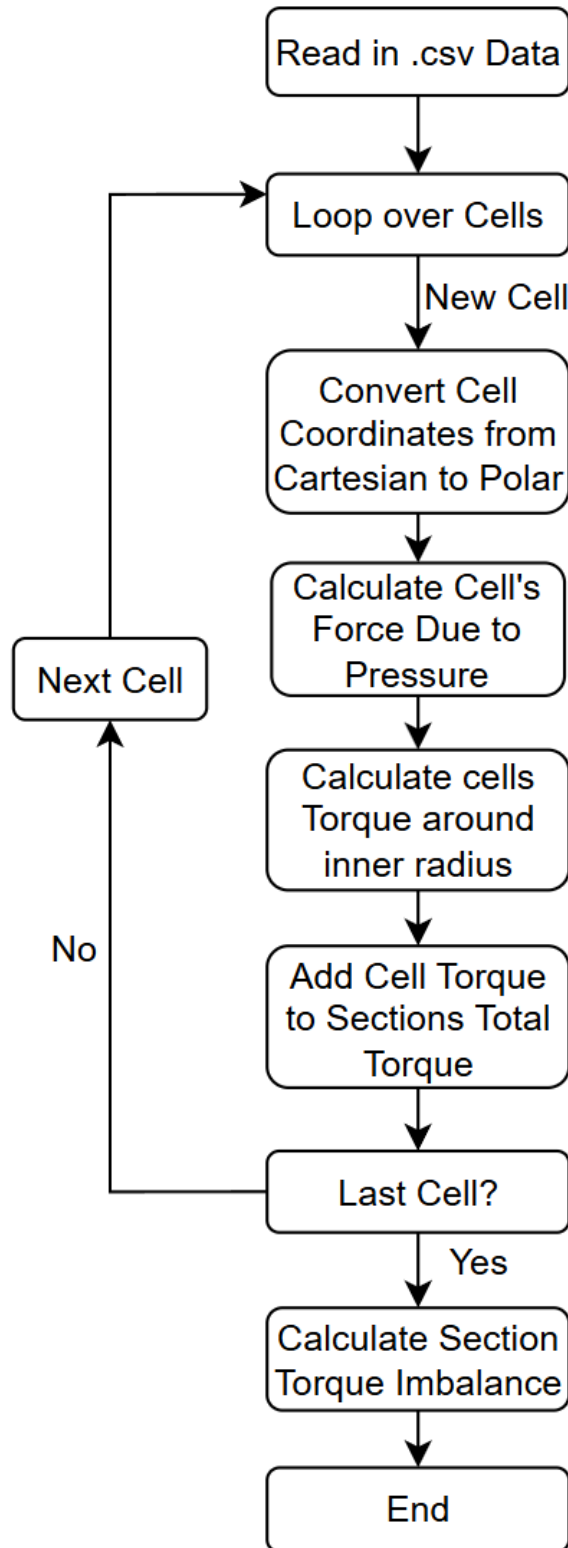 Read in .csv Data
Loop over Cells
New Cell
Convert Cell
Coordinates from
Cartesian to Polar
Calculate Cell's
Force Due to
Pressure
Next Cell
Calculate cells
Torque around
inner radius
No
Add Cell Torque
to Sections Total
Torque
Last Cell?
Yes
Calculate Section
Torque Imbalance
End